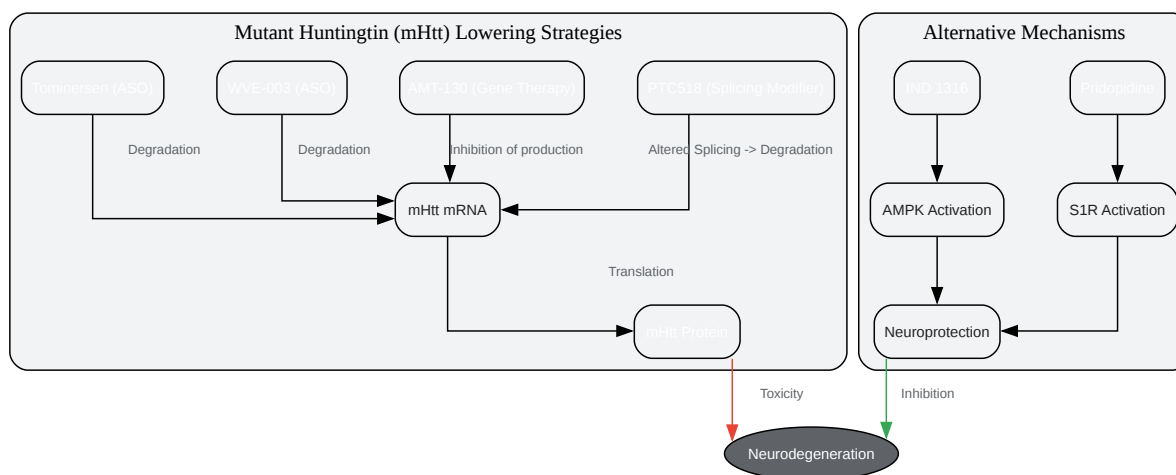 Mutant Huntingtin (mHtt) Lowering Strategies
Alternative Mechanisms
Tominersen (ASO)
WVE-003 (ASO)
AMT-130 (Gene Therapy)
PTC518 (Splicing Modifier)
IND 1316
Pridopidine
Degradation
Degradation
Inhibition of production
Altered Splicing -> Degradation
mHtt mRNA
AMPK Activation
S1R Activation
Translation
mHtt Protein
Neuroprotection
Toxicity
Inhibition
Neurodegeneration